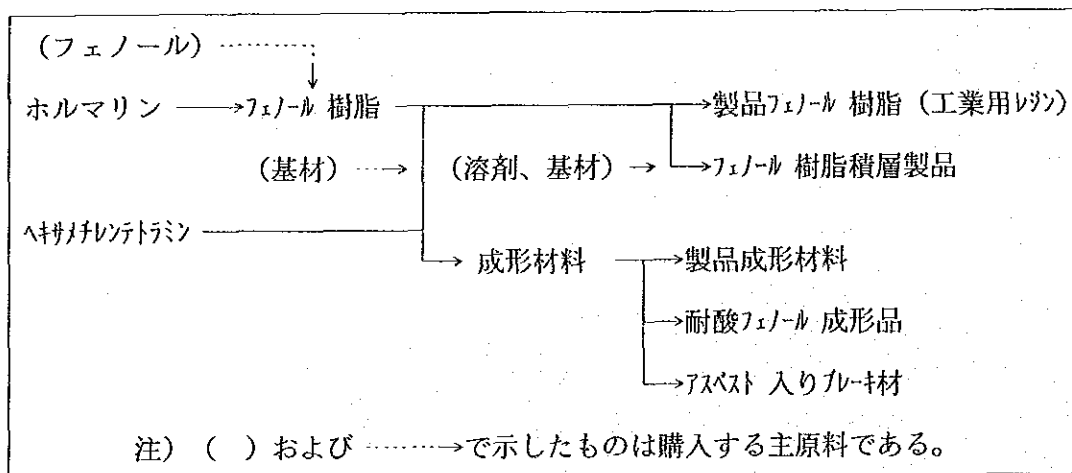 (フェノール)
ホルマリン → フェノール 樹脂 → 製品フェノール 樹脂 (工業用レジン)
(基材) → (溶剤、基材) → フェノール 樹脂積層製品
ヘキサメチレンテトラミン
成形材料 → 製品成形材料
→ 耐酸フェノール 成形品
→ アスベスト 入りブレーキ材
注) ( ) および ………→で示したものは購入する主原料である。